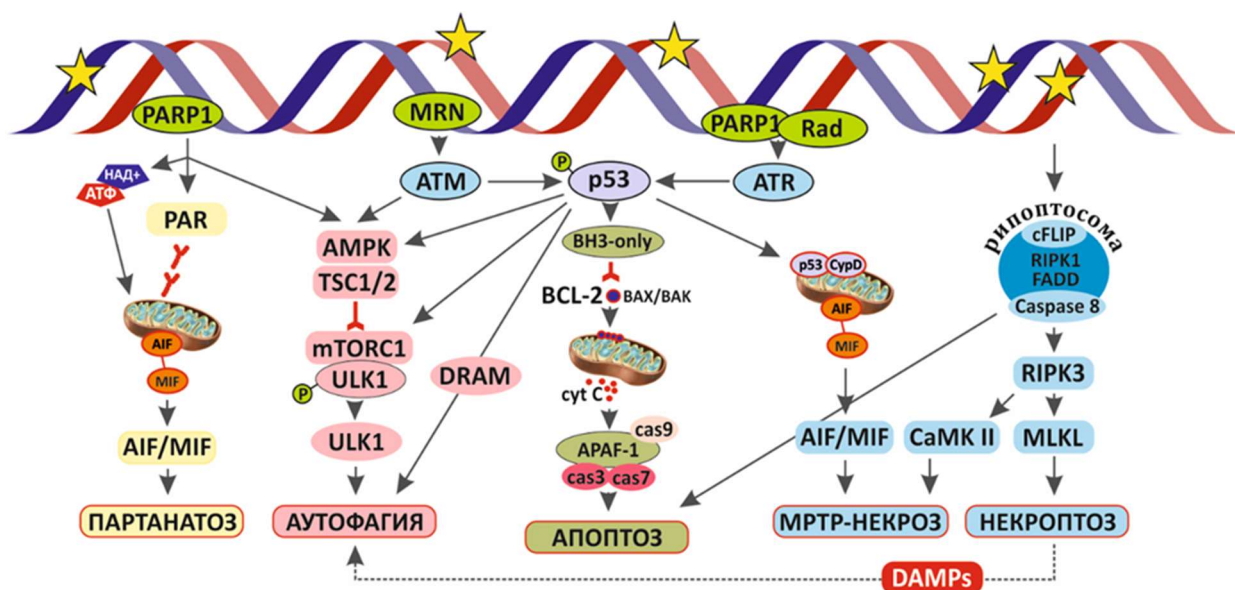 PARP1
MRN
PARP1
Rad
НАД+
АТФ
ATM
P
p53
ATR
PAR
AMPK
TSC1/2
BH3-only
BCL-2
BAX/BAK
p53
CypD
AIF
MIF
рипоптосома
cFLIP
RIPK1
FADD
Caspase 8
AIF
MIF
mTORC1
ULK1
P
DRAM
cyt C
RIPK3
AIF/MIF
ULK1
cas9
APAF-1
cas3
cas7
AIF/MIF
CaMK II
MLKL
ПАРТАНАТОЗ
АУТОФАГИЯ
АПОПТОЗ
МРТР-НЕКРОЗ
НЕКРОПТОЗ
DAMPs